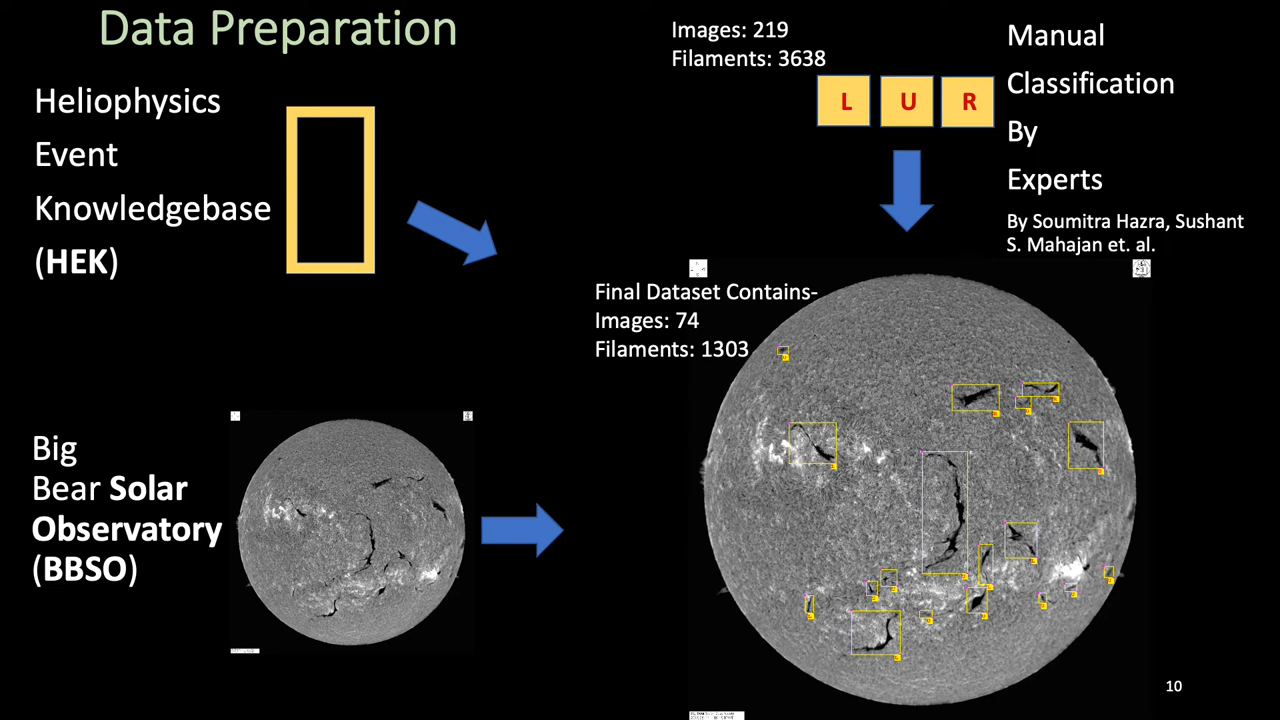 Data Preparation
Heliophysics
Event
Knowledgebase
(HEK)
Images: 219
Filaments: 3638
L U R
Manual
Classification
By
Experts
By Soumitra Hazra, Sushant
S. Mahajan et. al.
Final Dataset Contains-
Images: 74
Filaments: 1303
Big
Bear Solar
Observatory
(BBSO)
10